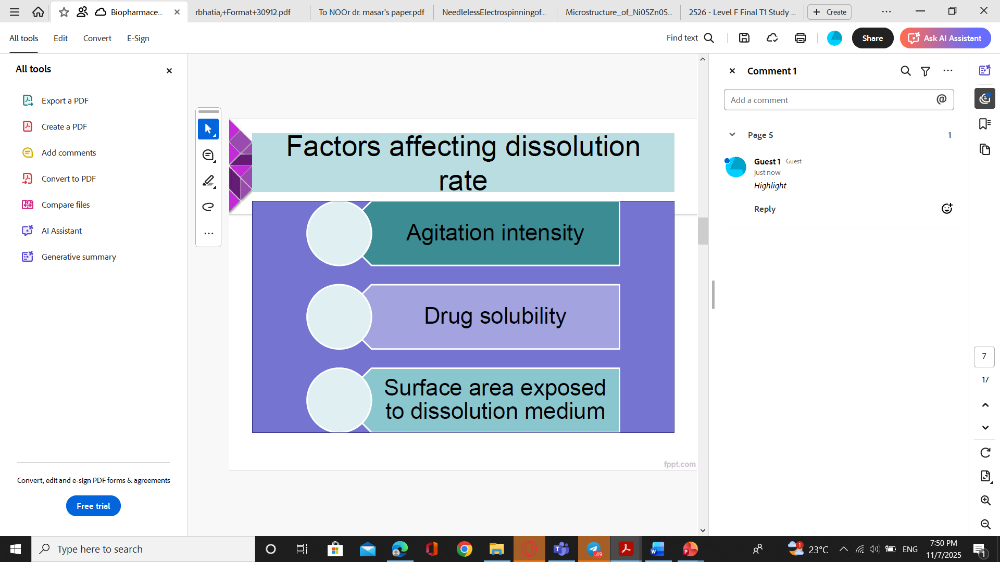 Biopharmace...
rbhatia,+Format+30912.pdf
To NOOr dr. masar's paper.pdf
NeedlelessElectrospinningof...
Microstructure_of_Ni05Zn05...
2526 - Level F Final T1 Study ...
Create
All tools
Edit
Convert
E-Sign
Find text
Share
Ask AI Assistant
All tools
Export a PDF
Create a PDF
Add comments
Convert to PDF
Compare files
AI Assistant
Generative summary
Convert, edit and e-sign PDF forms & agreements
Free trial
Factors affecting dissolution
rate
Agitation intensity
Drug solubility
Surface area exposed
to dissolution medium
fppt.com
Comment 1
Add a comment
@
Page 5
1
Guest 1 Guest
just now
Highlight
Reply
7
17
Type here to search
..49
1
23°C
ENG
7:50 PM
11/7/2025
1